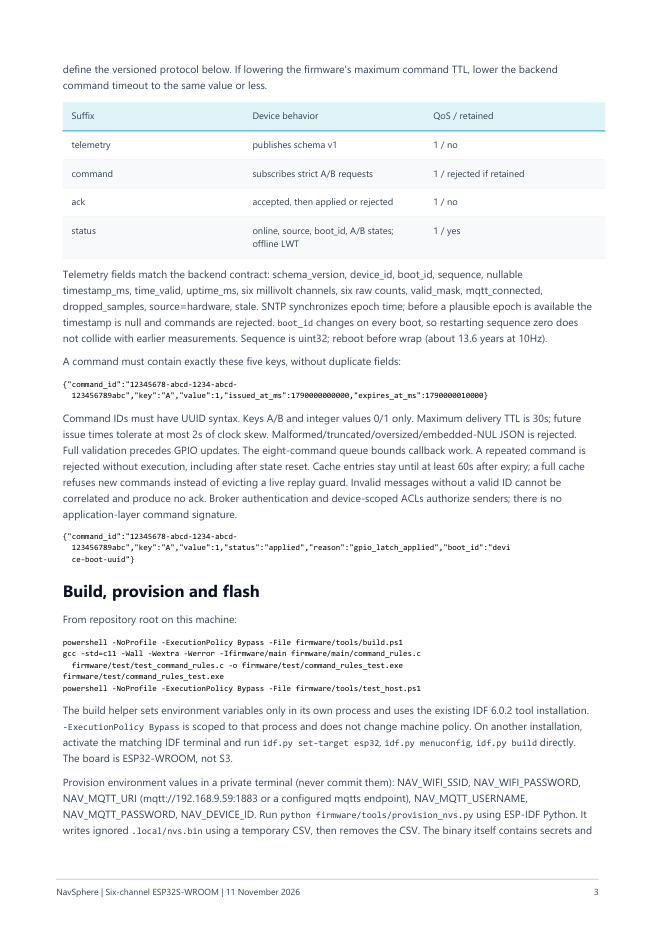 define the versioned protocol below. If lowering the firmware's maximum command TTL, lower the backend
command timeout to the same value or less.
Suffix Device behavior QoS / retained
telemetry publishes schema v1 1 / no
command subscribes strict A/B requests 1 / rejected if retained
ack accepted, then applied or rejected 1 / no
status online, source, boot_id, A/B states; 1 / yes
offline LWT
Telemetry fields match the backend contract: schema_version, device_id, boot_id, sequence, nullable
timestamp_ms, time_valid, uptime_ms, six millivolt channels, six raw counts, valid_mask, mqtt_connected,
dropped_samples, source=hardware, stale. SNTP synchronizes epoch time; before a plausible epoch is available the
timestamp is null and commands are rejected. boot_id changes on every boot, so restarting sequence zero does
not collide with earlier measurements. Sequence is uint32; reboot before wrap (about 13.6 years at 10Hz).
A command must contain exactly these five keys, without duplicate fields:
{"command_id":"12345678-abcd-1234-abcd-
123456789abc","key":"A","value":1,"issued_at_ms":1790000000000,"expires_at_ms":1790000010000}
Command IDs must have UUID syntax. Keys A/B and integer values 0/1 only. Maximum delivery TTL is 30s; future
issue times tolerate at most 2s of clock skew. Malformed/truncated/oversized/embedded-NUL JSON is rejected.
Full validation precedes GPIO updates. The eight-command queue bounds callback work. A repeated command is
rejected without execution, including after state reset. Cache entries stay until at least 60s after expiry; a full cache
refuses new commands instead of evicting a live replay guard. Invalid messages without a valid ID cannot be
correlated and produce no ack. Broker authentication and device-scoped ACLs authorize senders; there is no
application-layer command signature.
{"command_id":"12345678-abcd-1234-abcd-
123456789abc","key":"A","value":1,"status":"applied","reason":"gpio_latch_applied","boot_id":"devi
ce-boot-uuid"}
Build, provision and flash
From repository root on this machine:
powershell -NoProfile -ExecutionPolicy Bypass -File firmware/tools/build.ps1
gcc -std=c11 -Wall -Wextra -Werror -Ifirmware/main firmware/main/command_rules.c
firmware/test/test_command_rules.c -o firmware/test/command_rules_test.exe
firmware/test/command_rules_test.exe
powershell -NoProfile -ExecutionPolicy Bypass -File firmware/tools/test_host.ps1
The build helper sets environment variables only in its own process and uses the existing IDF 6.0.2 tool installation.
-ExecutionPolicy Bypass is scoped to that process and does not change machine policy. On another installation,
activate the matching IDF terminal and run idf.py set-target esp32, idf.py menuconfig, idf.py build directly.
The board is ESP32-WROOM, not S3.
Provision environment values in a private terminal (never commit them): NAV_WIFI_SSID, NAV_WIFI_PASSWORD,
NAV_MQTT_URI (mqtt://192.168.9.59:1883 or a configured mqtts endpoint), NAV_MQTT_USERNAME,
NAV_MQTT_PASSWORD, NAV_DEVICE_ID. Run python firmware/tools/provision_nvs.py using ESP-IDF Python. It
writes ignored .local/nvs.bin using a temporary CSV, then removes the CSV. The binary itself contains secrets and
NavSphere | Six-channel ESP32S-WROOM | 11 November 2026 3